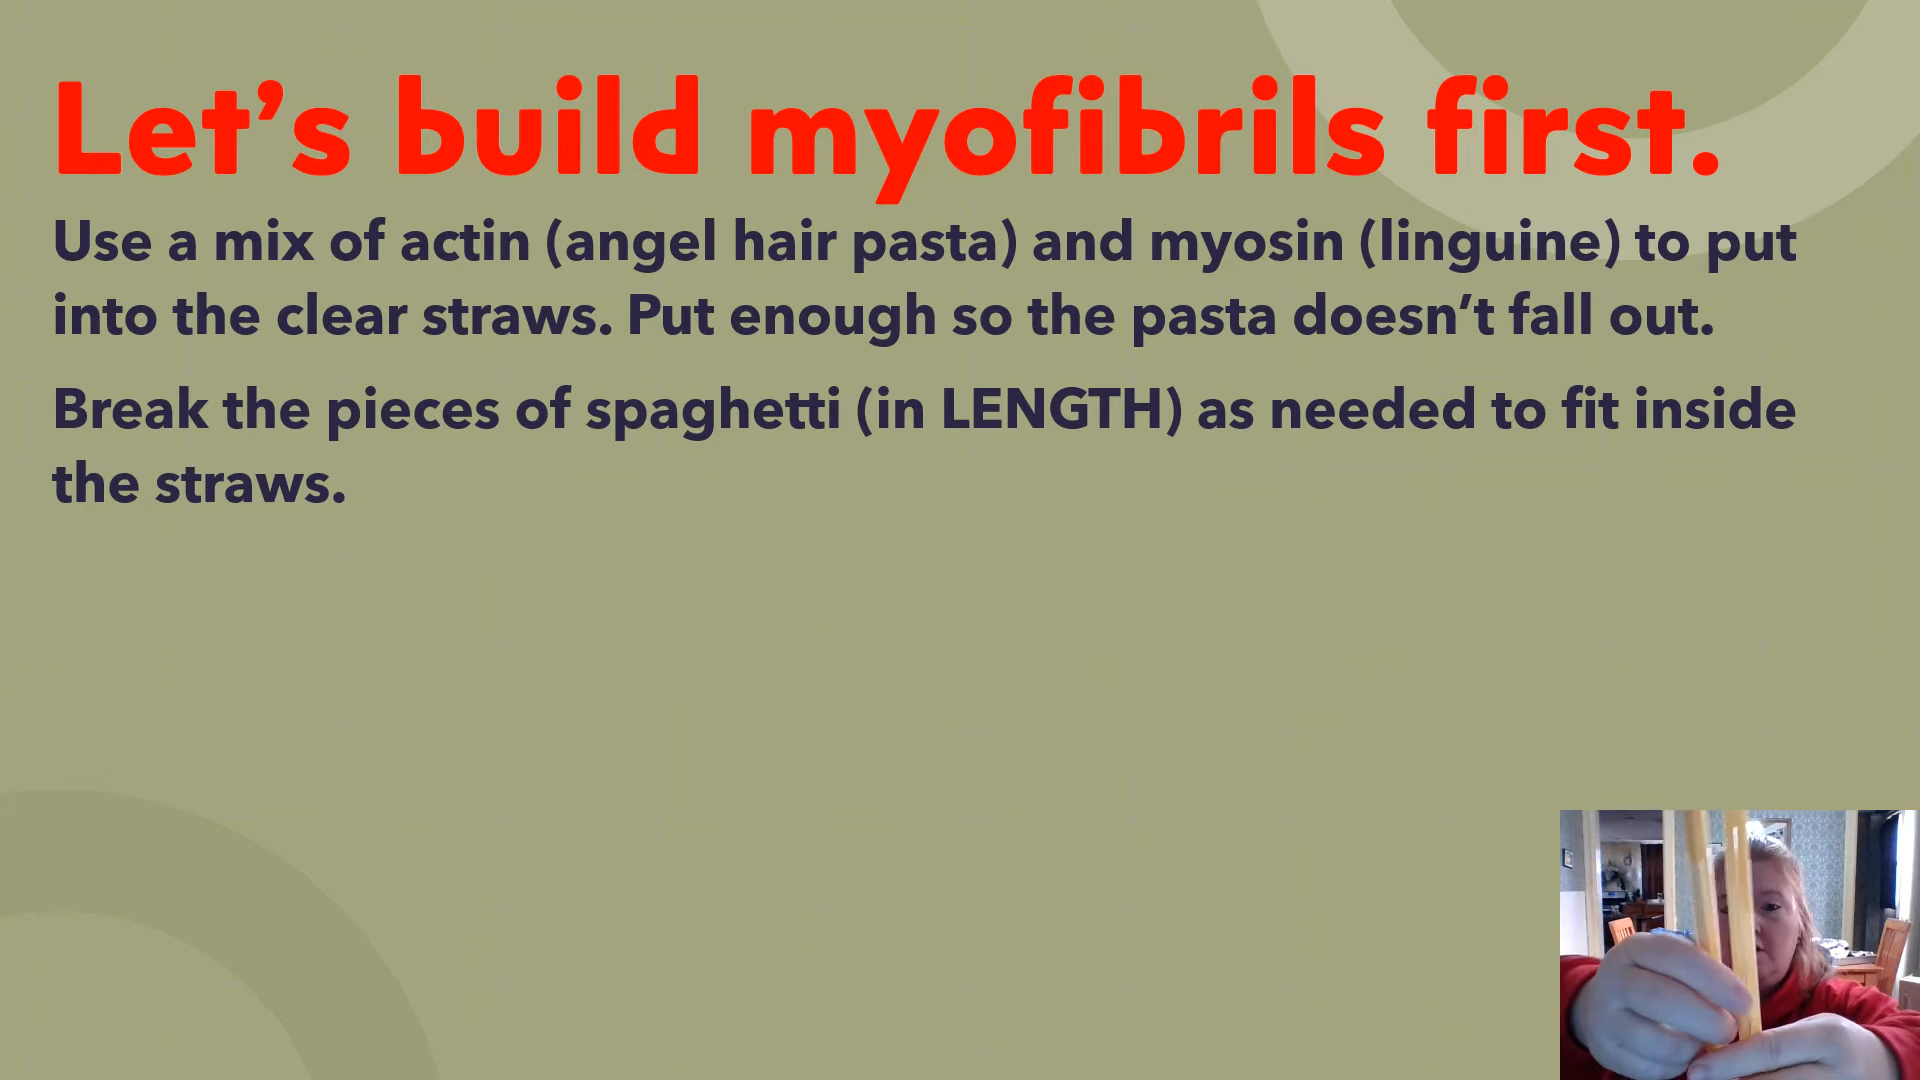 Let’s build myofibrils first.
Use a mix of actin (angel hair pasta) and myosin (linguine) to put
into the clear straws. Put enough so the pasta doesn’t fall out.
Break the pieces of spaghetti (in LENGTH) as needed to fit inside
the straws.